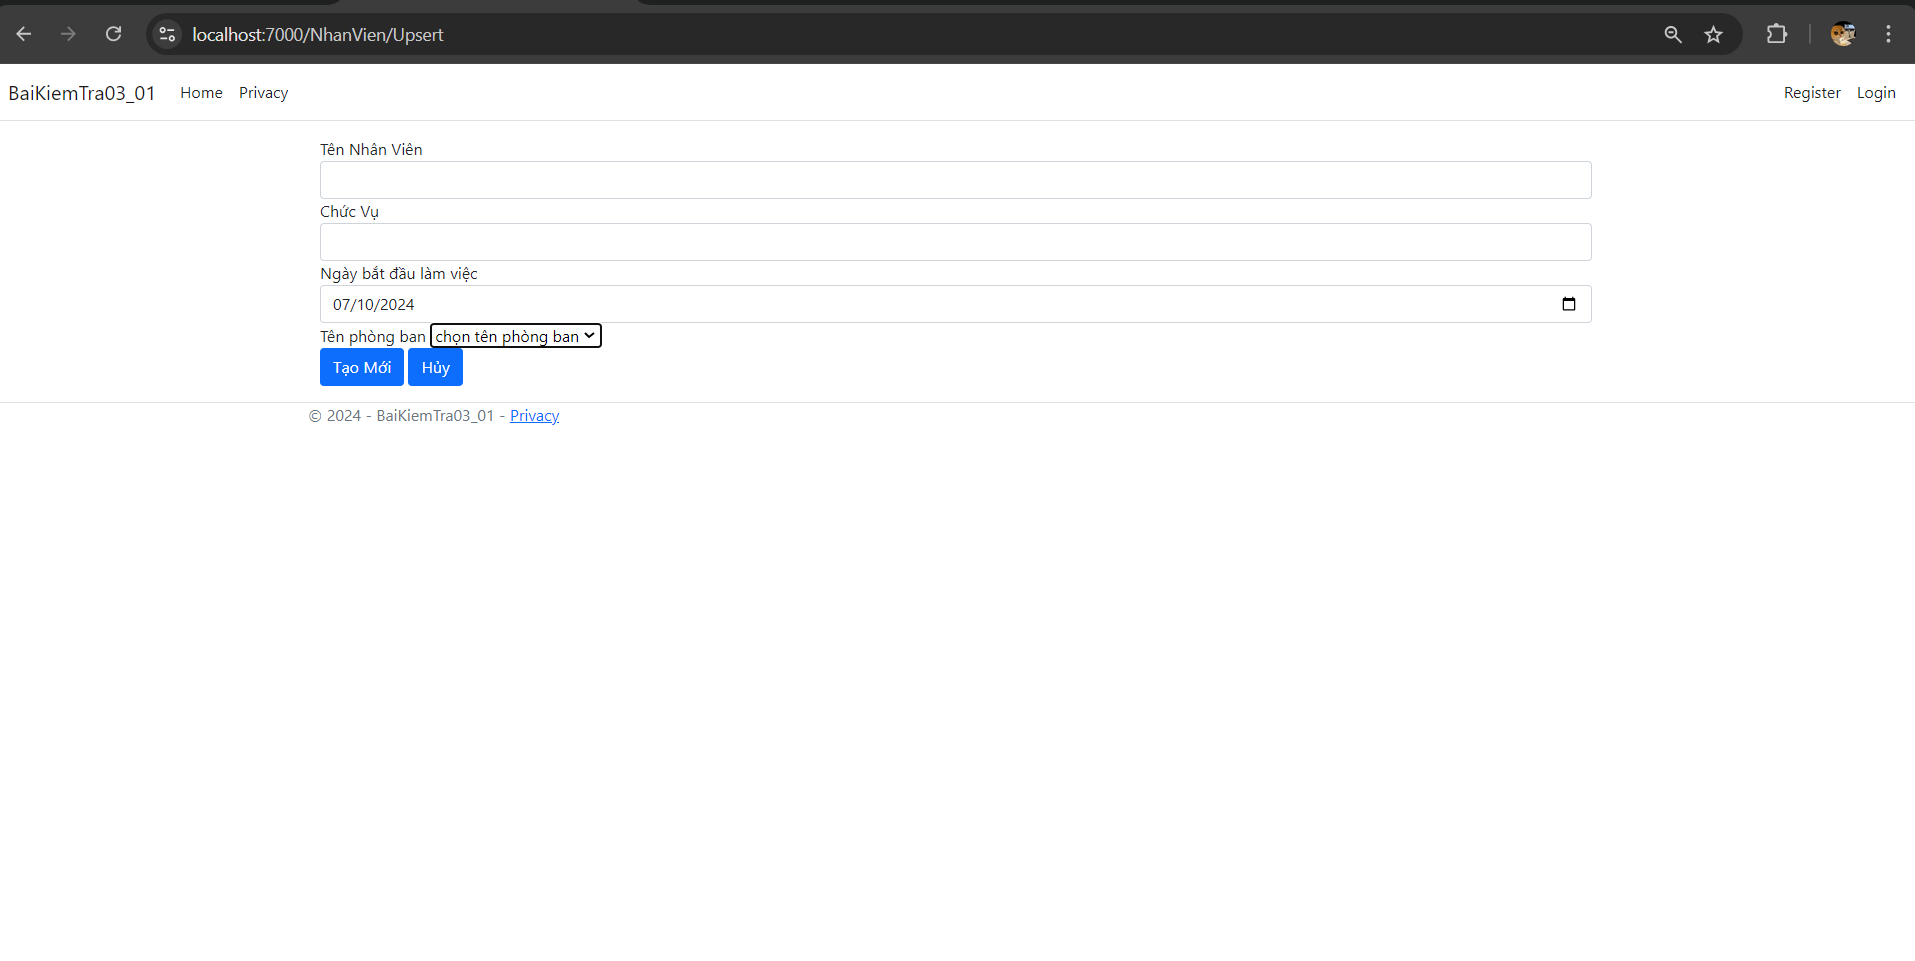 localhost:7000/NhanVien/Upsert
BaiKiemTra03_01 Home Privacy Register Login
Tên Nhân Viên
Chức Vụ
Ngày bắt đầu làm việc
07/10/2024
Tên phòng ban chọn tên phòng ban
Tạo Mới Hủy
© 2024 - BaiKiemTra03_01 - Privacy